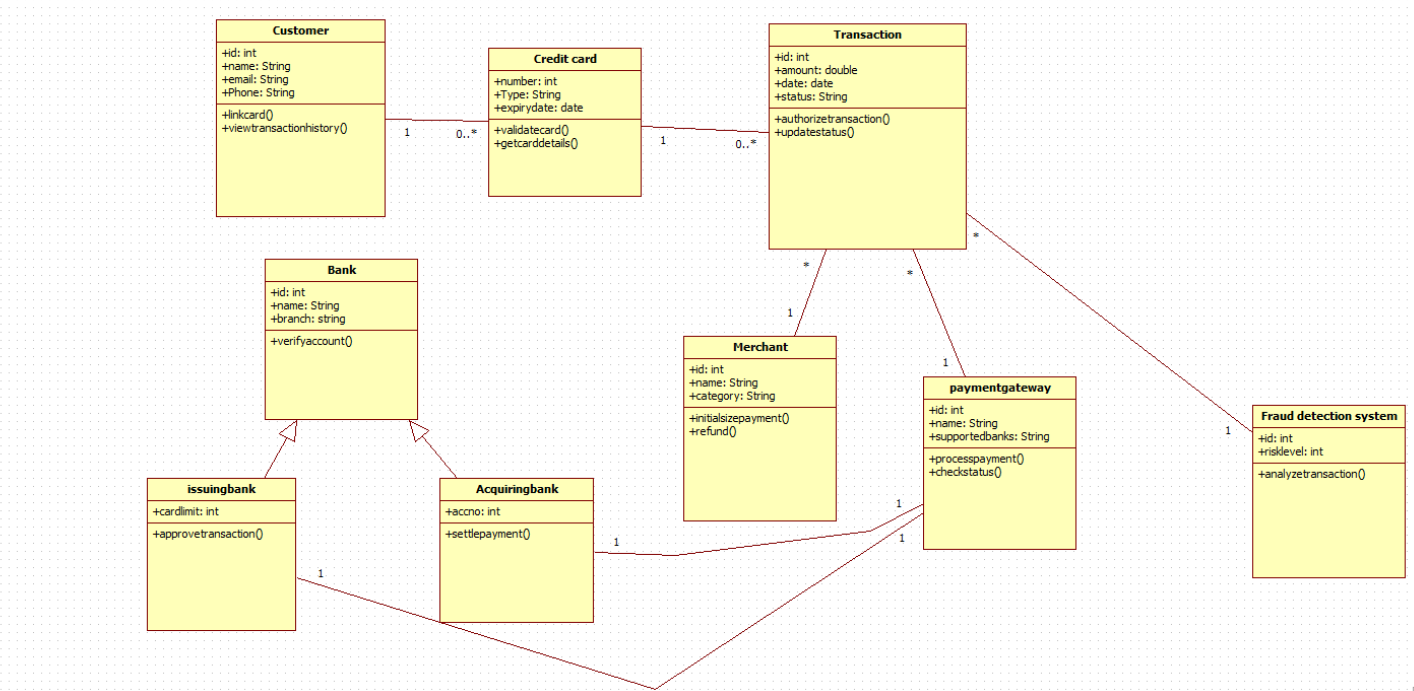 Customer
+id: int
+name: String
+email: String
+Phone: String
+linkcard()
+viewtransactionhistory()
1
0..*
Credit card
+number: int
+Type: String
+expirydate: date
+validatecard()
+getcarddetails()
1
0..*
Transaction
+id: int
+amount: double
+date: date
+status: String
+authorizetransaction()
+updatestatus()
*
*
*
1
1
1
Bank
+id: int
+name: String
+branch: string
+verifyaccount()
Merchant
+id: int
+name: String
+category: String
+initialsizepayment()
+refund()
paymentgateway
+id: int
+name: String
+supportedbanks: String
+processpayment()
+checkstatus()
Fraud detection system
+id: int
+risklevel: int
+analyzetransaction()
issuingbank
+cardlimit: int
+approvetransaction()
1
Acquiringbank
+accno: int
+settlepayment()
1
1
1